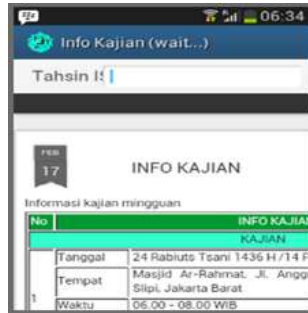 06:34
Info Kajian (wait...)
Tahsin
FEB
17
INFO KAJIAN
Informasi kajian mingguan
No INFO KAJIAN
KAJIAN
Tanggal 24 Rabiuts Tsani 1436 H /14 F
Tempat Masjid Ar-Rahmat, Jl. Angg
Slipi, Jakarta Barat
1
Waktu 06.00 - 08.00 WIB